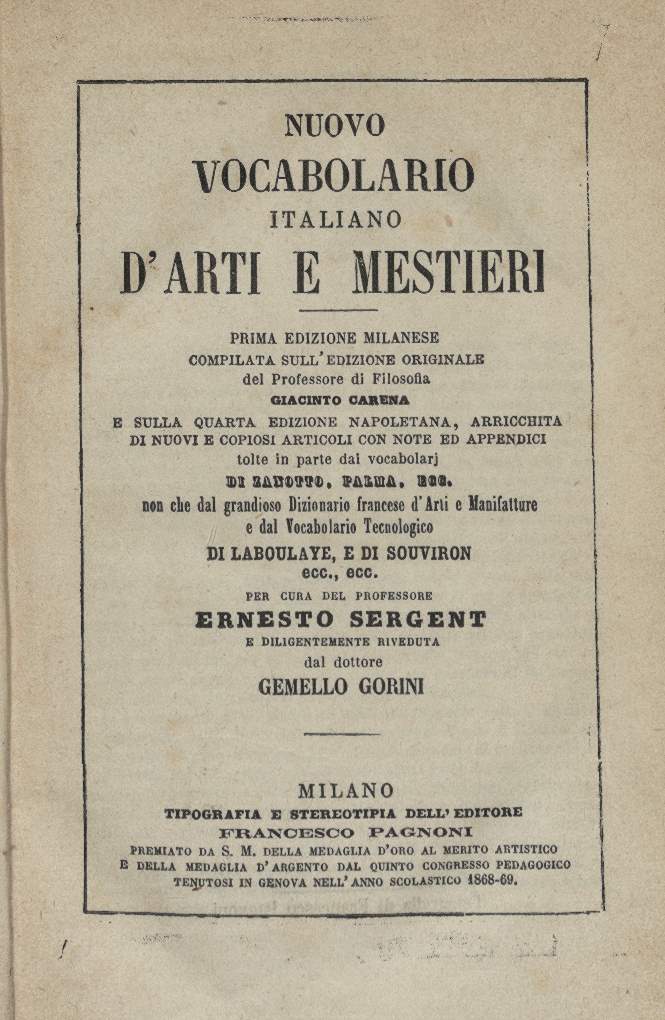 NUOVO
VOCABOLARIO
ITALIANO
D'ARTI E MESTIERI
PRIMA EDIZIONE MILANESE
COMPILATA SULL'EDIZIONE ORIGINALE
del Professore di Filosofia
GIACINTO CARENA
E SULLA QUARTA EDIZIONE NAPOLETANA, ARRICCHITA
DI NUOVI E COPIOSI ARTICOLI CON NOTE ED APPENDICI
tolte in parte dai vocabolarj
DI ZANOTTO, PALMA, ECC.
non che dal grandioso Dizionario francese d'Arti e Manifatture
e dal Vocabolario Tecnologico
DI LABOULAYE, E DI SOUVIRON
ecc., ecc.
PER CURA DEL PROFESSORE
ERNESTO SERGENT
E DILIGENTEMENTE RIVEDUTA
dal dottore
GEMELLO GORINI
MILANO
TIPOGRAFIA E STEREOTIPIA DELL'EDITORE
FRANCESCO PAGNONI
PREMIATO DA S. M. DELLA MEDAGLIA D'ORO AL MERITO ARTISTICO
E DELLA MEDAGLIA D'ARGENTO DAL QUINTO CONGRESSO PEDAGOGICO
TENUTOSI IN GENOVA NELL'ANNO SCOLASTICO 1868-69.